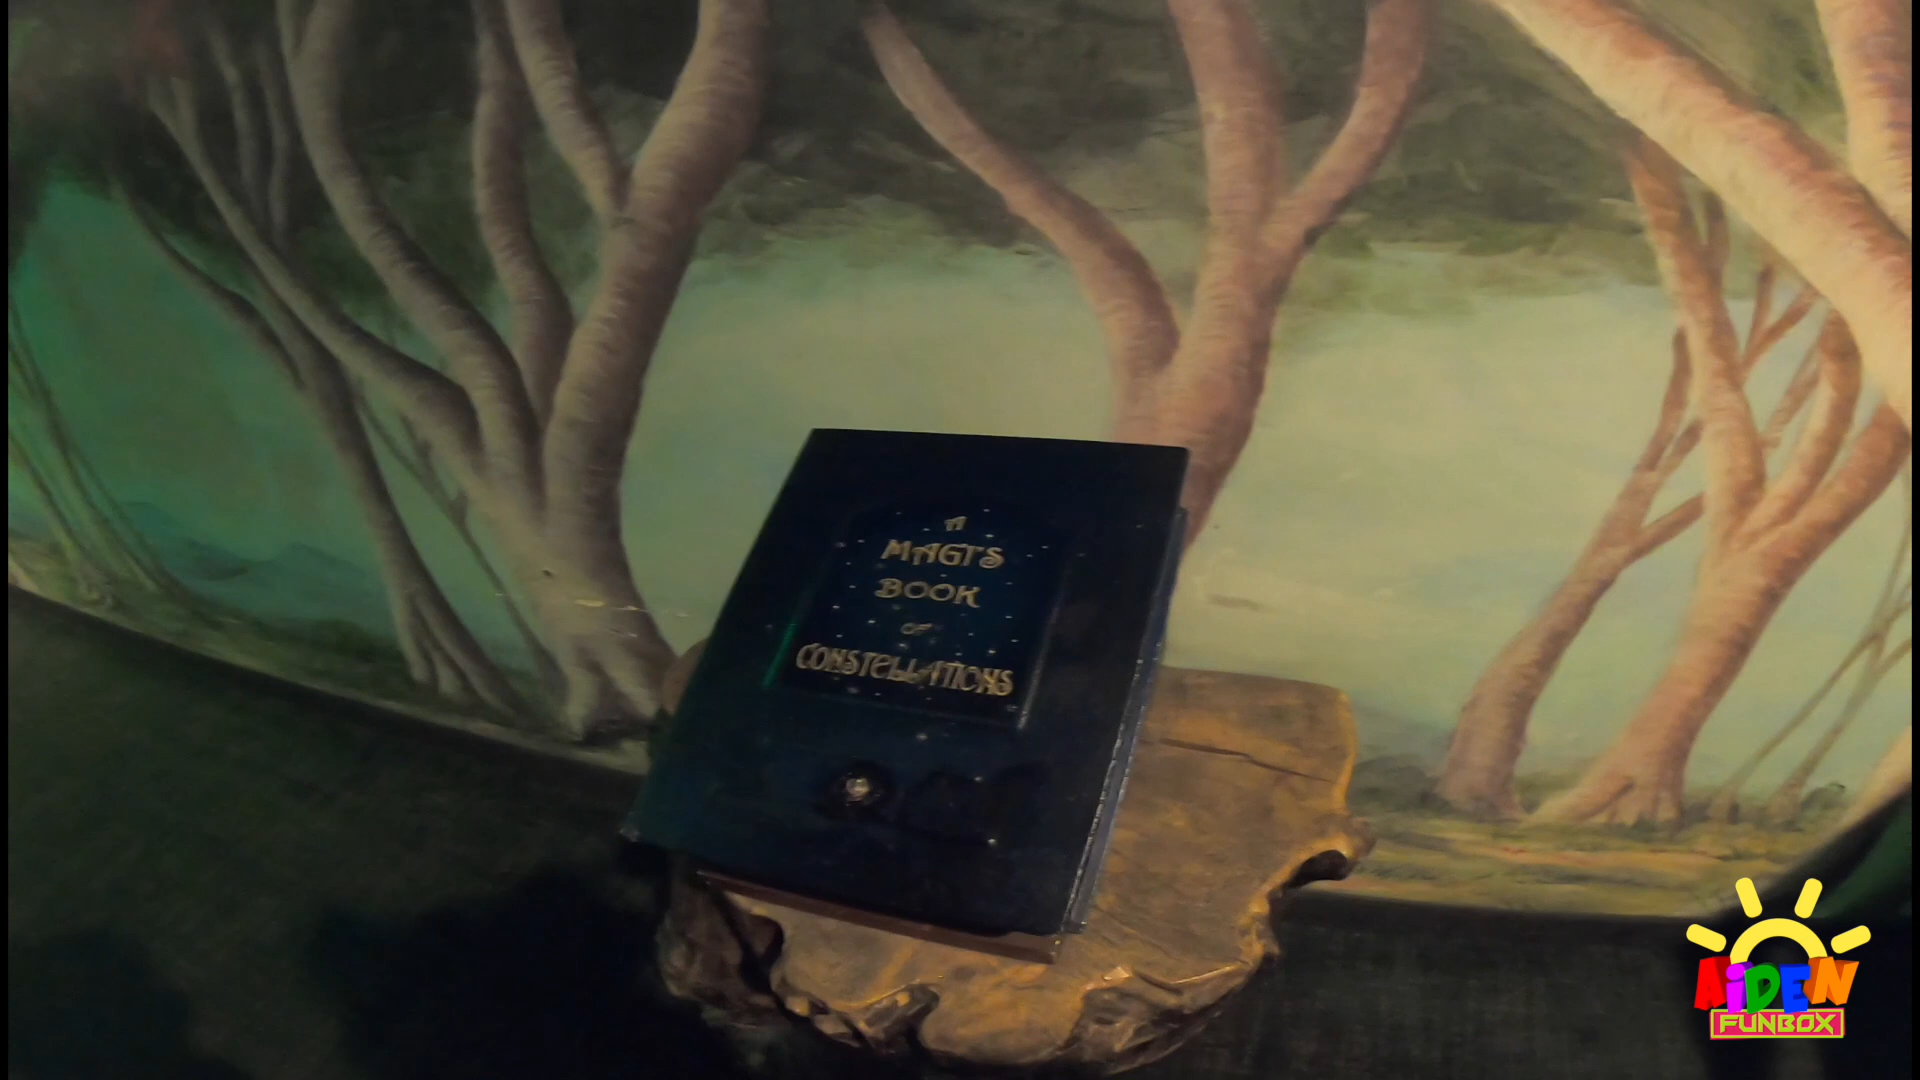 A
MAGI'S
BOOK
OF
CONSTELLATIONS
AiDEN
FUNBOX